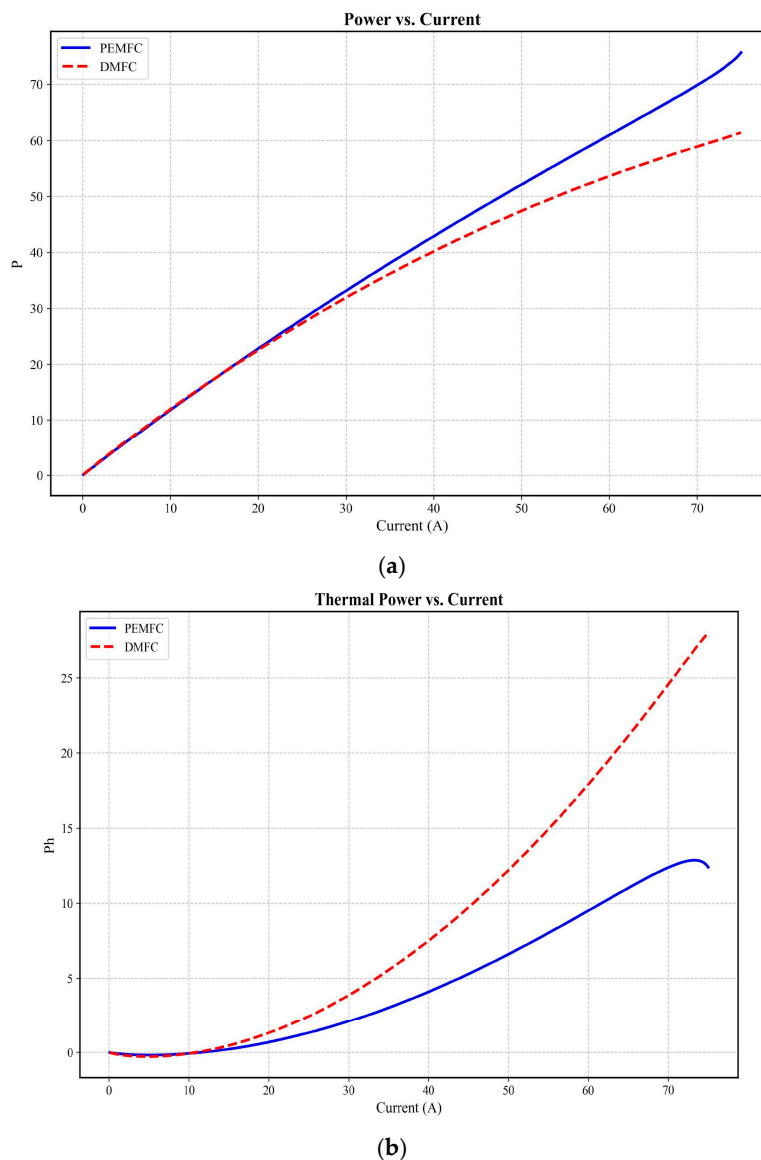 Power vs. Current
PEMFC
DMFC
70
60
50
40
30
20
10
0
P
0 10 20 30 40 50 60 70
Current (A)
(a)
Thermal Power vs. Current
PEMFC
DMFC
25
20
15
10
5
0
Ph
0 10 20 30 40 50 60 70
Current (A)
(b)